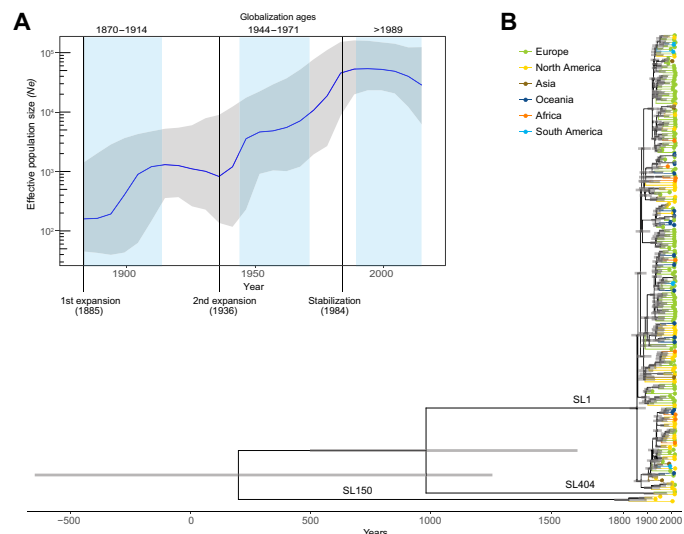 A
Globalization ages
1870–1914 1944–1971 >1989
Effective population size (Ne)
10⁵
10⁴
10³
10²
1900 1950 2000
Year
1st expansion (1885)
2nd expansion (1936)
Stabilization (1984)
B
Europe
North America
Asia
Oceania
Africa
South America
SL1
SL404
SL150
−500 0 500 1000 1500 1800 1900 2000
Years